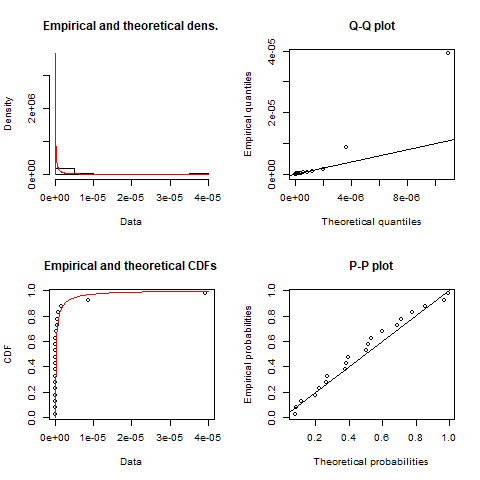 Empirical and theoretical dens.
Density
0e+00
2e+06
0e+00 1e-05 2e-05 3e-05 4e-05
Data
Q-Q plot
Empirical quantiles
0e+00
2e-05
4e-05
0e+00 4e-06 8e-06
Theoretical quantiles
Empirical and theoretical CDFs
CDF
0.0
0.2
0.4
0.6
0.8
1.0
0e+00 1e-05 2e-05 3e-05 4e-05
Data
P-P plot
Empirical probabilities
0.0
0.2
0.4
0.6
0.8
1.0
0.2 0.4 0.6 0.8 1.0
Theoretical probabilities